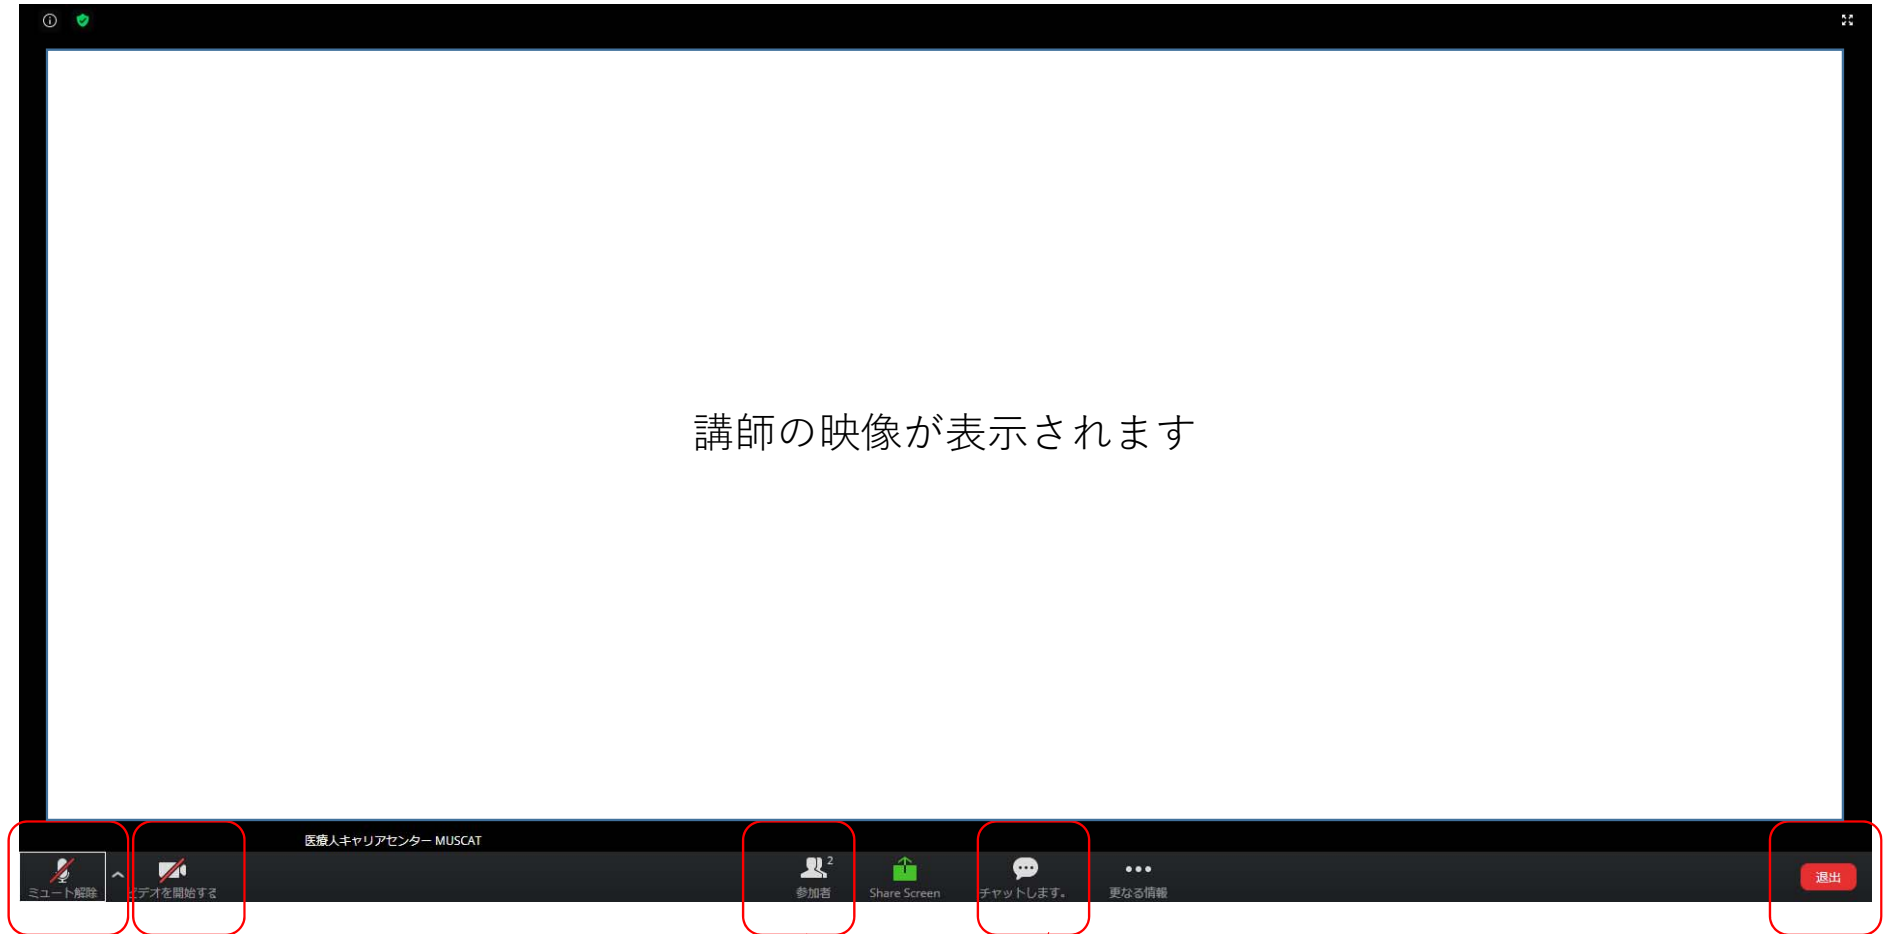 講師の映像が表示されます
医療人キャリアセンター MUSCAT
ミュート解除
ビデオを開始する
2
参加者
Share Screen
チャットします。
更なる情報
退出